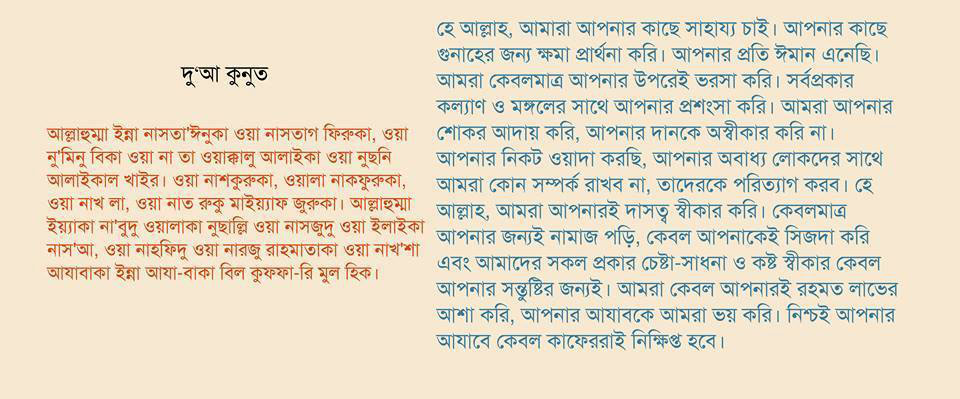 দু'আ কুনুত
আল্লাহুম্মা ইন্না নাসতা'ঈনুকা ওয়া নাসতাগ ফিরুকা, ওয়া
নু'মিনু বিকা ওয়া না তা ওয়াক্কালু আলাইকা ওয়া নুছনি
আলাইকাল খাইর। ওয়া নাশকুরুকা, ওয়ালা নাকফুরুকা,
ওয়া নাখ লা, ওয়া নাত রুকু মাইয়্যাফ জুরুকা। আল্লাহুম্মা
ইয়্যাকা না'বুদু ওয়ালাকা নুছাল্লি ওয়া নাসজুদু ওয়া ইলাইকা
নাস'আ, ওয়া নাহফিদু ওয়া নারজু রাহমাতাকা ওয়া নাখ'শা
আযাবাকা ইন্না আযা-বাকা বিল কুফফা-রি মুল হিক।
হে আল্লাহ, আমারা আপনার কাছে সাহায্য চাই। আপনার কাছে
গুনাহের জন্য ক্ষমা প্রার্থনা করি। আপনার প্রতি ঈমান এনেছি।
আমরা কেবলমাত্র আপনার উপরেই ভরসা করি। সর্বপ্রকার
কল্যাণ ও মঙ্গলের সাথে আপনার প্রশংসা করি। আমরা আপনার
শোকর আদায় করি, আপনার দানকে অস্বীকার করি না।
আপনার নিকট ওয়াদা করছি, আপনার অবাধ্য লোকদের সাথে
আমরা কোন সম্পর্ক রাখব না, তাদেরকে পরিত্যাগ করব। হে
আল্লাহ, আমরা আপনারই দাসত্ব স্বীকার করি। কেবলমাত্র
আপনার জন্যই নামাজ পড়ি, কেবল আপনাকেই সিজদা করি
এবং আমাদের সকল প্রকার চেষ্টা-সাধনা ও কষ্ট স্বীকার কেবল
আপনার সন্তুষ্টির জন্যই। আমরা কেবল আপনারই রহমত লাভের
আশা করি, আপনার আযাবকে আমরা ভয় করি। নিশ্চই আপনার
আযাবে কেবল কাফেররাই নিক্ষিপ্ত হবে।